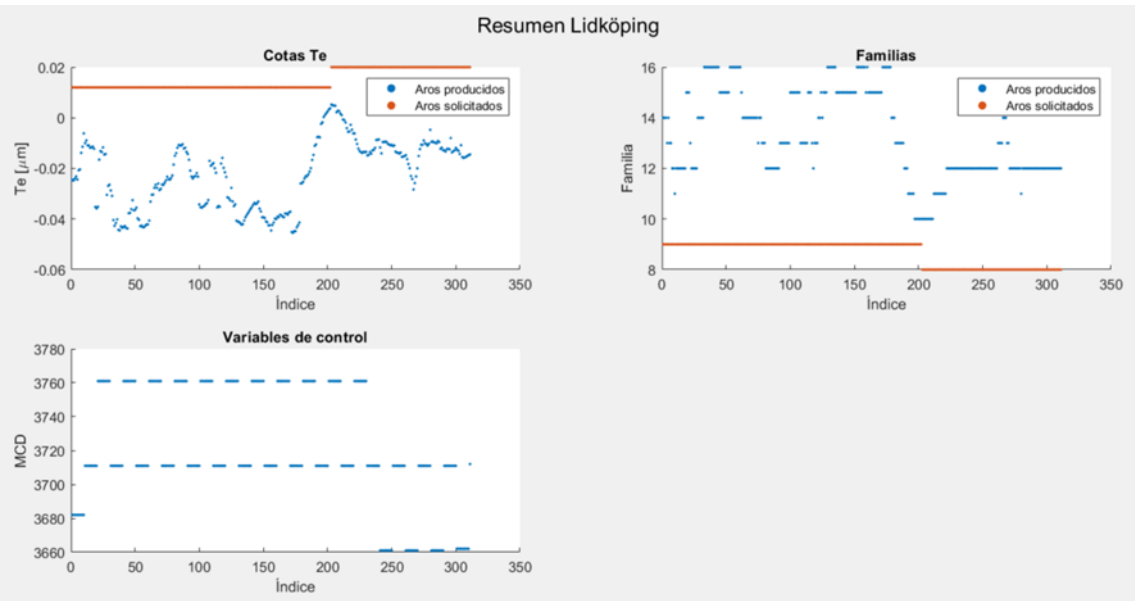 Resumen Lidköping
Cotas Te
0.02
0
-0.02
-0.04
-0.06
Te [μm]
Aros producidos
Aros solicitados
0 50 100 150 200 250 300 350
Índice
Familias
16
14
12
10
8
Familia
Aros producidos
Aros solicitados
0 50 100 150 200 250 300 350
Índice
Variables de control
3780
3760
3740
3720
3700
3680
3660
MCD
0 50 100 150 200 250 300 350
Índice